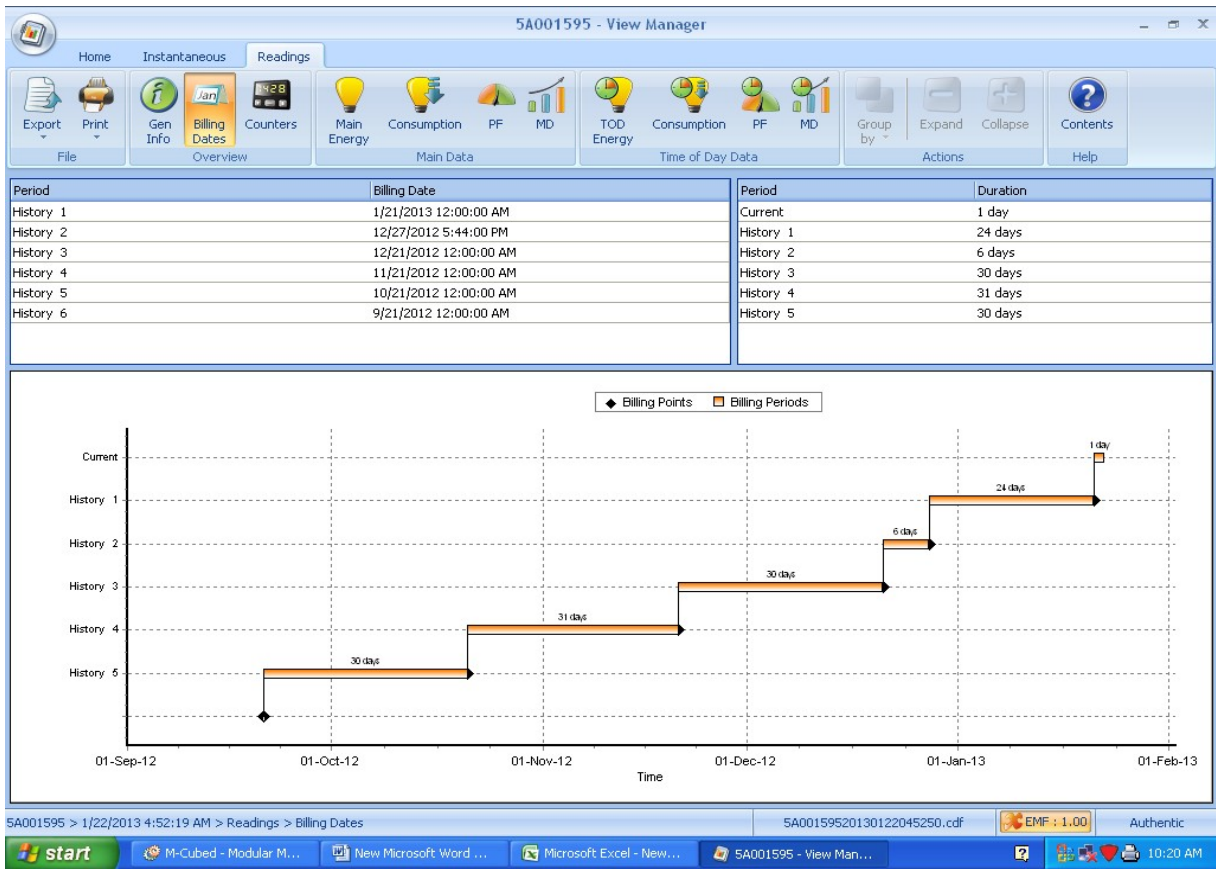 5A001595 - View Manager
Home Instantaneous Readings
Export Print Gen Info Billing Dates Counters Main Energy Consumption PF MD TOD Energy Consumption PF MD Group by Expand Collapse Contents
File Overview Main Data Time of Day Data Actions Help
Period Billing Date Period Duration
History 1 1/21/2013 12:00:00 AM Current 1 day
History 2 12/27/2012 5:44:00 PM History 1 24 days
History 3 12/21/2012 12:00:00 AM History 2 6 days
History 4 11/21/2012 12:00:00 AM History 3 30 days
History 5 10/21/2012 12:00:00 AM History 4 31 days
History 6 9/21/2012 12:00:00 AM History 5 30 days
Billing Points Billing Periods
1 day
Current
24 days
History 1
6 days
History 2
30 days
History 3
31 days
History 4
30 days
History 5
01-Sep-12 01-Oct-12 01-Nov-12 01-Dec-12 01-Jan-13 01-Feb-13
Time
5A001595 > 1/22/2013 4:52:19 AM > Readings > Billing Dates 5A00159520130122045250.cdf EMF : 1.00 Authentic
start M-Cubed - Modular M... New Microsoft Word ... Microsoft Excel - New... 5A001595 - View Man... 10:20 AM